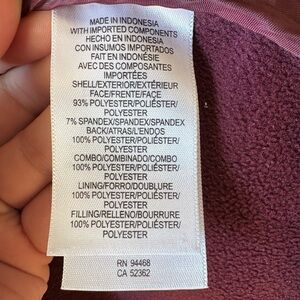 MADE IN INDONESIA
WITH IMPORTED COMPONENTS
HECHO EN INDONESIA
CON INSUMOS IMPORTADOS
FAIT EN INDONÉSIE
AVEC DES COMPOSANTES
IMPORTÉES
SHELL/EXTERIOR/EXTÉRIEUR
FACE/FRENTE/FACE
93% POLYESTER/POLIÉSTER/
POLYESTER
7% SPANDEX/SPANDEX/SPANDEX
BACK/ATRAS/L'ENDOS
100% POLYESTER/POLIÉSTER/
POLYESTER
COMBO/COMBINADO/COMBO
100% POLYESTER/POLIÉSTER/
POLYESTER
LINING/FORRO/DOUBLURE
100% POLYESTER/POLIÉSTER/
POLYESTER
FILLING/RELLENO/BOURRURE
100% POLYESTER/POLIÉSTER/
POLYESTER
RN 94468
CA 52362